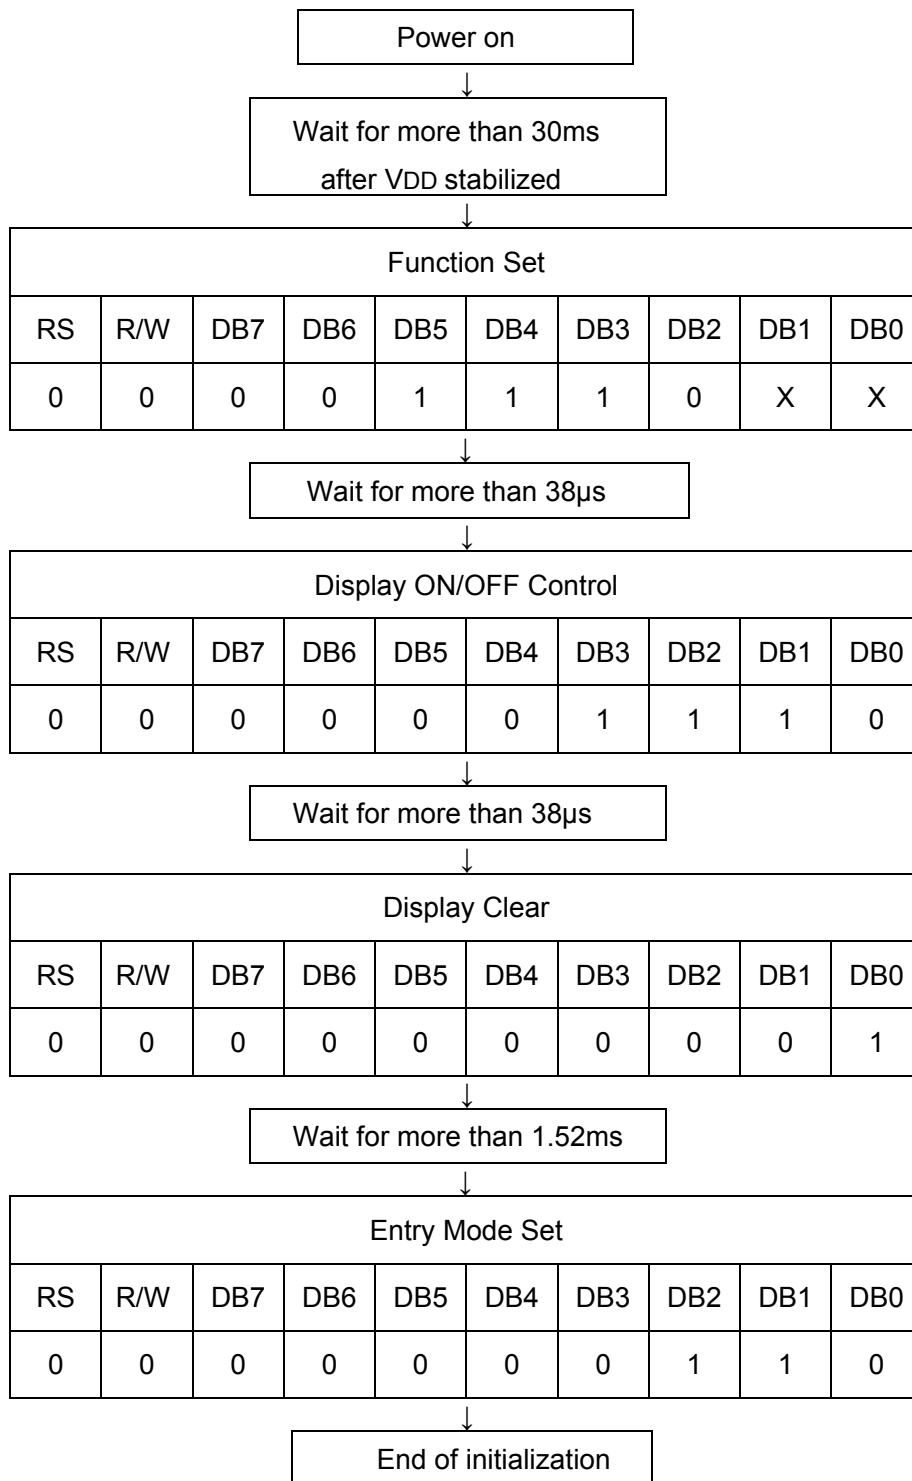 Power on
↓
Wait for more than 30ms
after VDD stabilized
↓
Function Set
RS R/W DB7 DB6 DB5 DB4 DB3 DB2 DB1 DB0
0 0 0 0 1 1 1 0 X X
↓
Wait for more than 38µs
↓
Display ON/OFF Control
RS R/W DB7 DB6 DB5 DB4 DB3 DB2 DB1 DB0
0 0 0 0 0 0 1 1 1 0
↓
Wait for more than 38µs
↓
Display Clear
RS R/W DB7 DB6 DB5 DB4 DB3 DB2 DB1 DB0
0 0 0 0 0 0 0 0 0 1
↓
Wait for more than 1.52ms
↓
Entry Mode Set
RS R/W DB7 DB6 DB5 DB4 DB3 DB2 DB1 DB0
0 0 0 0 0 0 0 1 1 0
↓
End of initialization